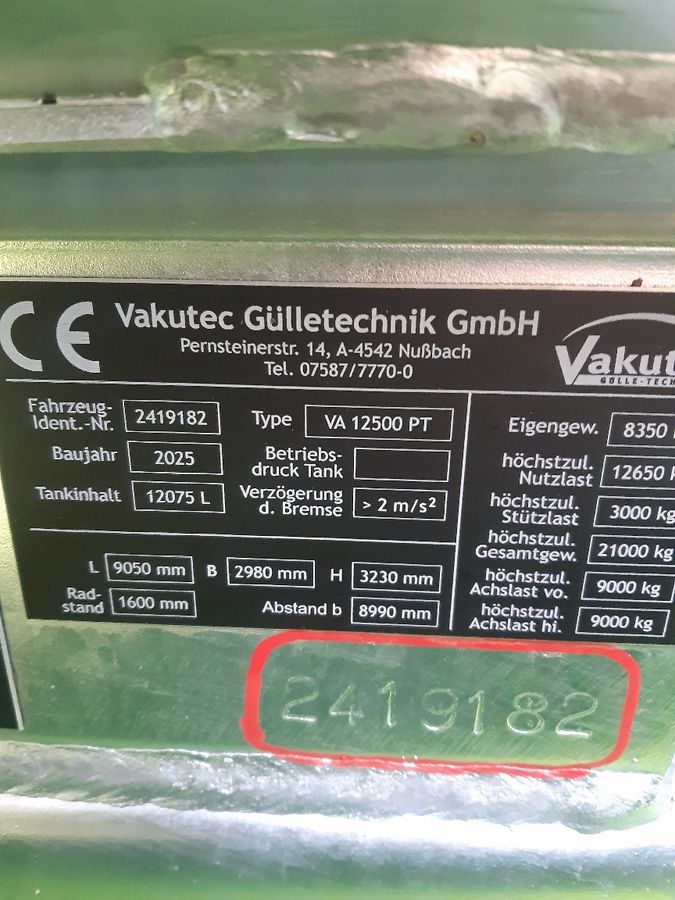 CE
Vakutec Gülletechnik GmbH
Pernsteinerstr. 14, A-4542 Nußbach
Tel. 07587/7770-0
Vakut
GÜLLE-TECH
Fahrzeug-
Ident.-Nr. 2419182
Type VA 12500 PT
Baujahr 2025
Betriebs-
druck Tank
Tankinhalt 12075 L
Verzögerung
d. Bremse > 2 m/s²
L 9050 mm B 2980 mm H 3230 mm
Rad-
stand 1600 mm
Abstand b 8990 mm
Eigengew. 8350
höchstzul.
Nutzlast 12650
höchstzul.
Stützlast 3000 kg
höchstzul.
Gesamtgew. 21000 kg
höchstzul.
Achslast vo. 9000 kg
höchstzul.
Achslast hi. 9000 kg
2419182